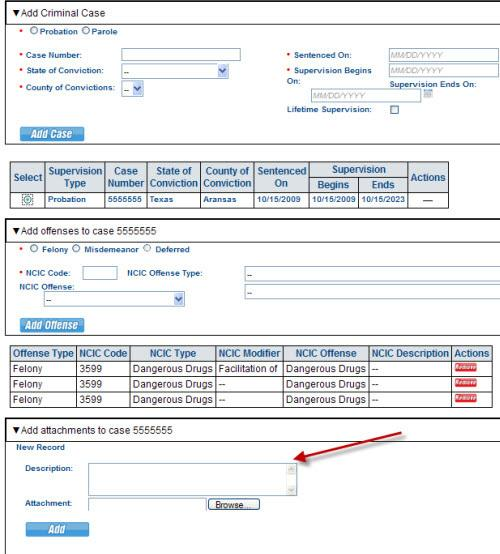 ▼Add Criminal Case
* Probation Parole
* Case Number:
* State of Conviction: --
* County of Convictions: --
* Sentenced On: MM/DD/YYYY
* Supervision Begins On: MM/DD/YYYY
Supervision Ends On:
MM/DD/YYYY
Lifetime Supervision:
Add Case
Select Supervision Type Case Number State of Conviction County of Conviction Sentenced On Supervision Begins Ends Actions
Probation 5555555 Texas Aransas 10/15/2009 10/15/2009 10/15/2023 —
▼Add offenses to case 5555555
* Felony Misdemeanor Deferred
* NCIC Code: NCIC Offense Type: --
NCIC Offense: --
--
Add Offense
Offense Type NCIC Code NCIC Type NCIC Modifier NCIC Offense NCIC Description Actions
Felony 3599 Dangerous Drugs Facilitation of Dangerous Drugs -- Remove
Felony 3599 Dangerous Drugs -- Dangerous Drugs -- Remove
Felony 3599 Dangerous Drugs -- Dangerous Drugs -- Remove
▼Add attachments to case 5555555
New Record
Description:
Attachment: Browse...
Add